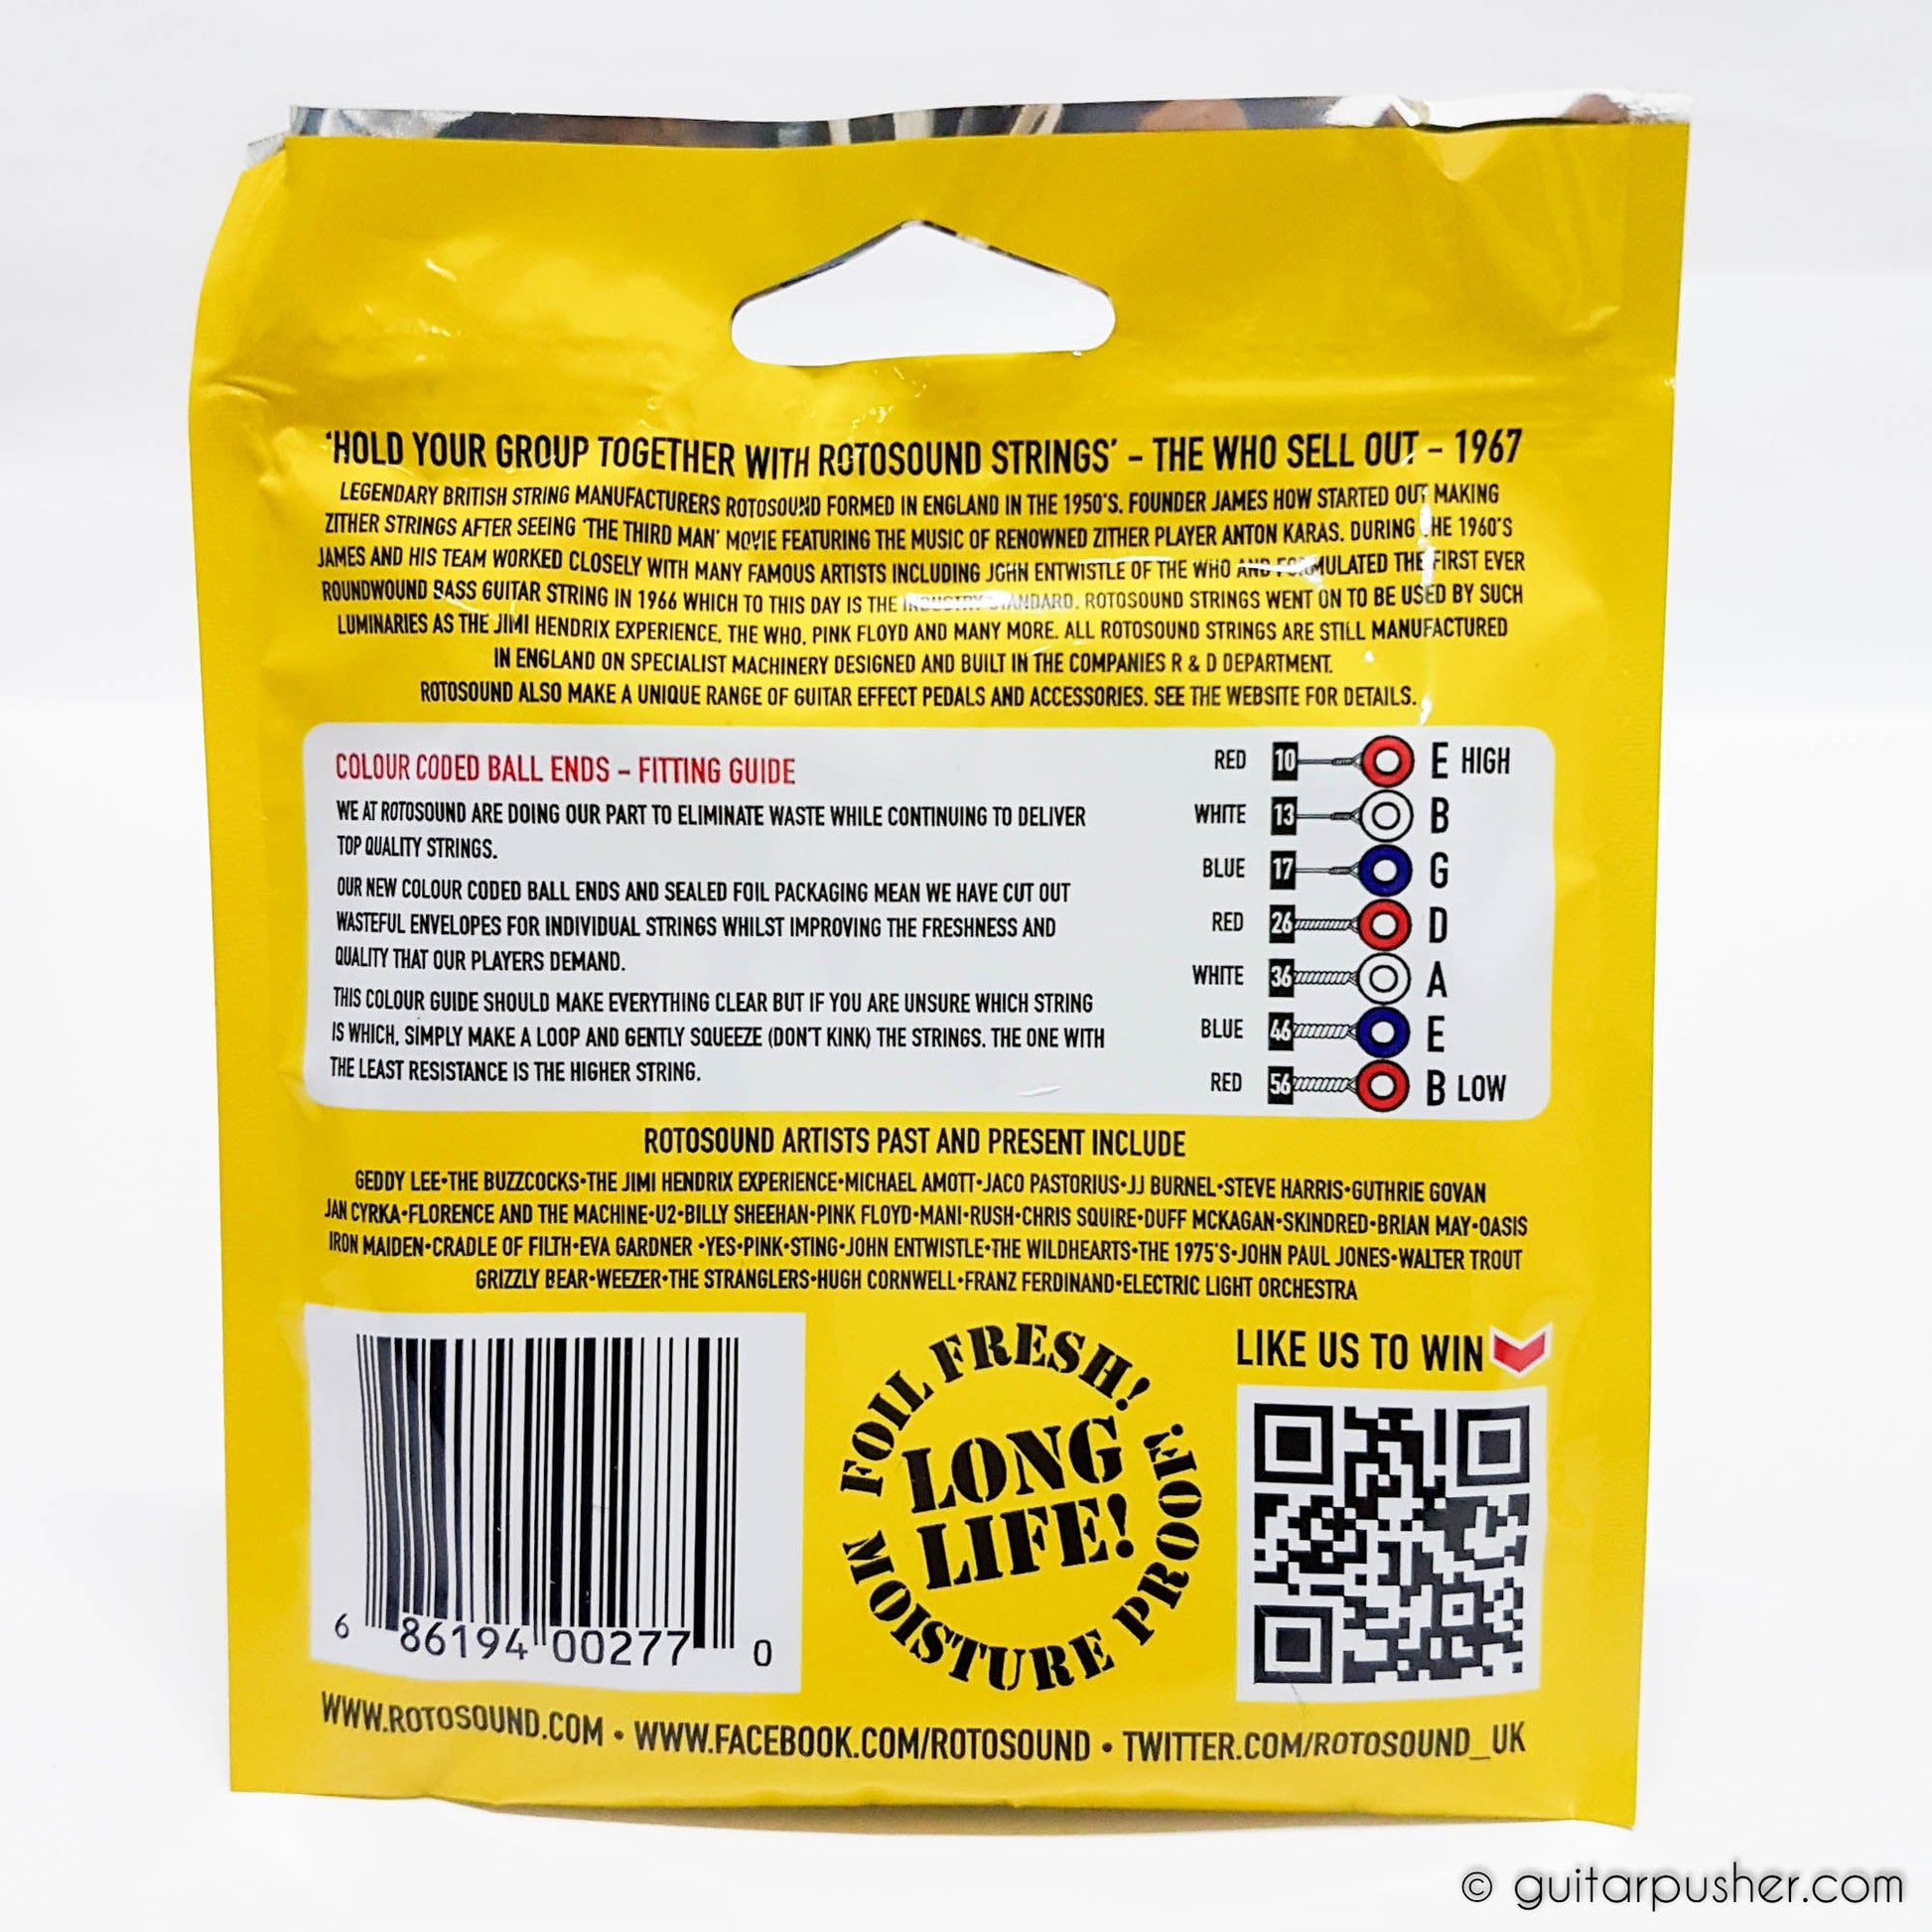 'HOLD YOUR GROUP TOGETHER WITH ROTOSOUND STRINGS' – THE WHO SELL OUT – 1967
LEGENDARY BRITISH STRING MANUFACTURERS ROTOSOUND FORMED IN ENGLAND IN THE 1950'S. FOUNDER JAMES HOW STARTED OUT MAKING
ZITHER STRINGS AFTER SEEING 'THE THIRD MAN' MOVIE FEATURING THE MUSIC OF RENOWNED ZITHER PLAYER ANTON KARAS. DURING THE 1960'S
JAMES AND HIS TEAM WORKED CLOSELY WITH MANY FAMOUS ARTISTS INCLUDING JOHN ENTWISTLE OF THE WHO AND FORMULATED THE FIRST EVER
ROUNDWOUND BASS GUITAR STRING IN 1966 WHICH TO THIS DAY IS THE INDUSTRY STANDARD. ROTOSOUND STRINGS WENT ON TO BE USED BY SUCH
LUMINARIES AS THE JIMI HENDRIX EXPERIENCE, THE WHO, PINK FLOYD AND MANY MORE. ALL ROTOSOUND STRINGS ARE STILL MANUFACTURED
IN ENGLAND ON SPECIALIST MACHINERY DESIGNED AND BUILT IN THE COMPANIES R & D DEPARTMENT.
ROTOSOUND ALSO MAKE A UNIQUE RANGE OF GUITAR EFFECT PEDALS AND ACCESSORIES. SEE THE WEBSITE FOR DETAILS.
COLOUR CODED BALL ENDS – FITTING GUIDE
WE AT ROTOSOUND ARE DOING OUR PART TO ELIMINATE WASTE WHILE CONTINUING TO DELIVER
TOP QUALITY STRINGS.
OUR NEW COLOUR CODED BALL ENDS AND SEALED FOIL PACKAGING MEAN WE HAVE CUT OUT
WASTEFUL ENVELOPES FOR INDIVIDUAL STRINGS WHILST IMPROVING THE FRESHNESS AND
QUALITY THAT OUR PLAYERS DEMAND.
THIS COLOUR GUIDE SHOULD MAKE EVERYTHING CLEAR BUT IF YOU ARE UNSURE WHICH STRING
IS WHICH, SIMPLY MAKE A LOOP AND GENTLY SQUEEZE (DON'T KINK) THE STRINGS. THE ONE WITH
THE LEAST RESISTANCE IS THE HIGHER STRING.
RED 10 E HIGH
WHITE 13 B
BLUE 17 G
RED 26 D
WHITE 36 A
BLUE 46 E
RED 56 B LOW
ROTOSOUND ARTISTS PAST AND PRESENT INCLUDE
GEDDY LEE•THE BUZZCOCKS•THE JIMI HENDRIX EXPERIENCE•MICHAEL AMOTT•JACO PASTORIUS•JJ BURNEL•STEVE HARRIS•GUTHRIE GOVAN
JAN CYRKA•FLORENCE AND THE MACHINE•U2•BILLY SHEEHAN•PINK FLOYD•MANI•RUSH•CHRIS SQUIRE•DUFF MCKAGAN•SKINDRED•BRIAN MAY•OASIS
IRON MAIDEN•CRADLE OF FILTH•EVA GARDNER •YES•PINK•STING•JOHN ENTWISTLE•THE WILDHEARTS•THE 1975'S•JOHN PAUL JONES•WALTER TROUT
GRIZZLY BEAR•WEEZER•THE STRANGLERS•HUGH CORNWELL•FRANZ FERDINAND•ELECTRIC LIGHT ORCHESTRA
6 86194 00277 0
FOIL FRESH!
LONG
LIFE!
MOISTURE PROOF!
LIKE US TO WIN
WWW.ROTOSOUND.COM • WWW.FACEBOOK.COM/ROTOSOUND • TWITTER.COM/ROTOSOUND_UK
© guitarpusher.com